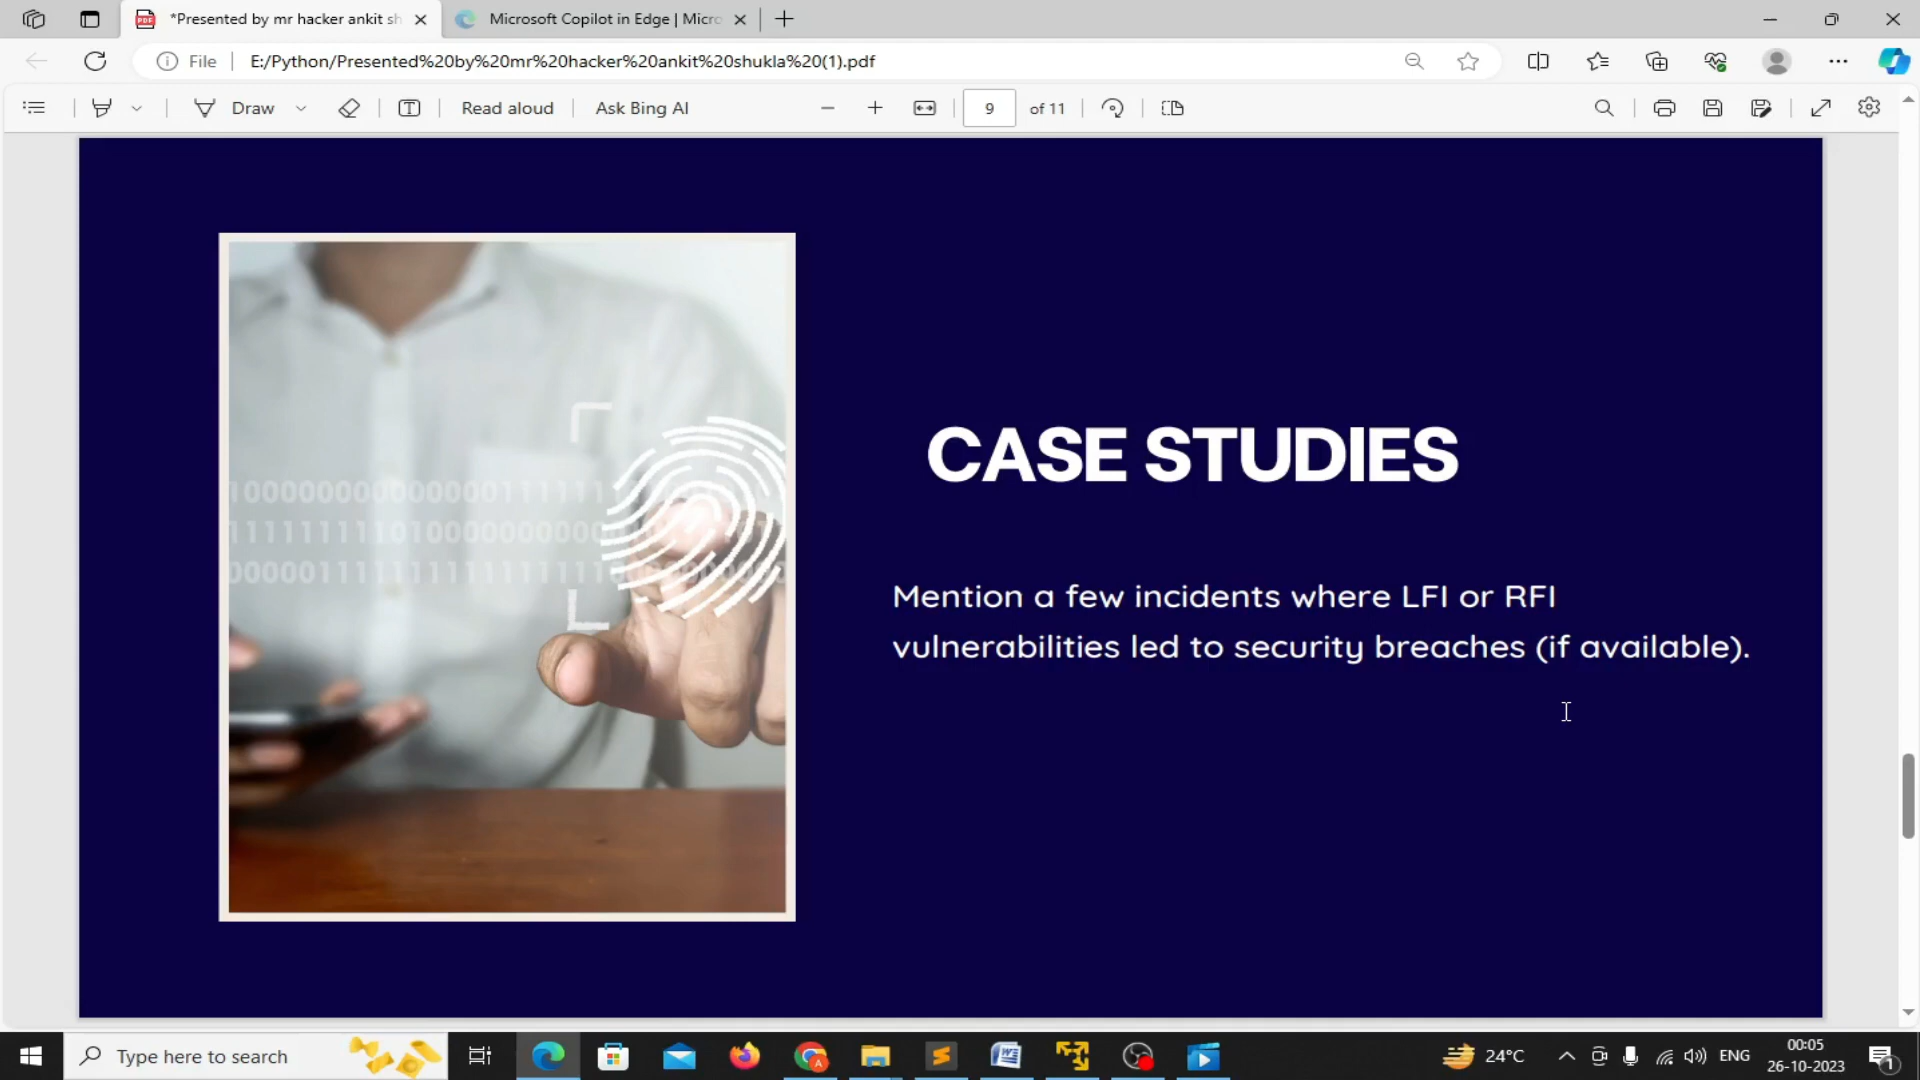 *Presented by mr hacker ankit sh
Microsoft Copilot in Edge | Micro
File
E:/Python/Presented%20by%20mr%20hacker%20ankit%20shukla%20(1).pdf
Draw
Read aloud
Ask Bing AI
9
of 11
CASE STUDIES
Mention a few incidents where LFI or RFI
vulnerabilities led to security breaches (if available).
Type here to search
24°C
ENG
00:05
26-10-2023
1